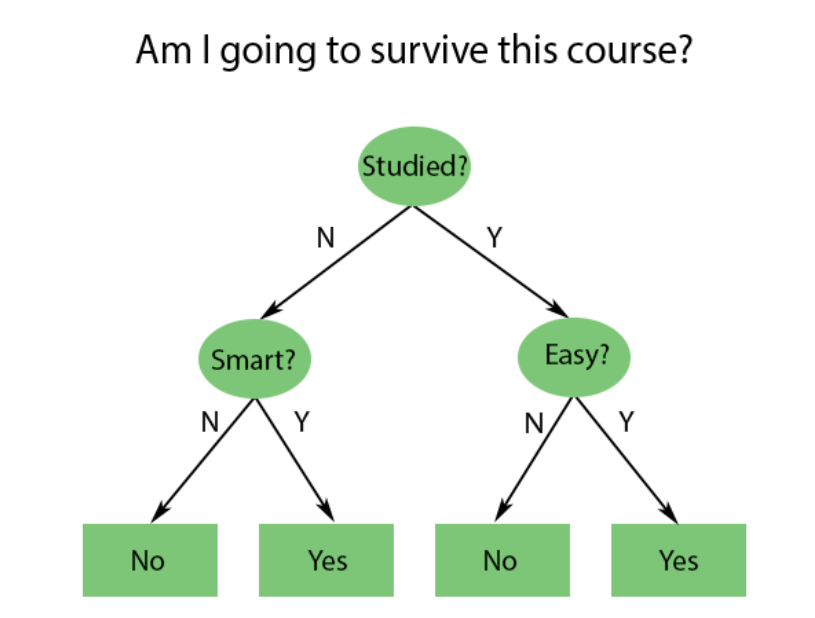 Am I going to survive this course?
Studied?
N
Y
Smart?
Easy?
N
Y
N
Y
No
Yes
No
Yes